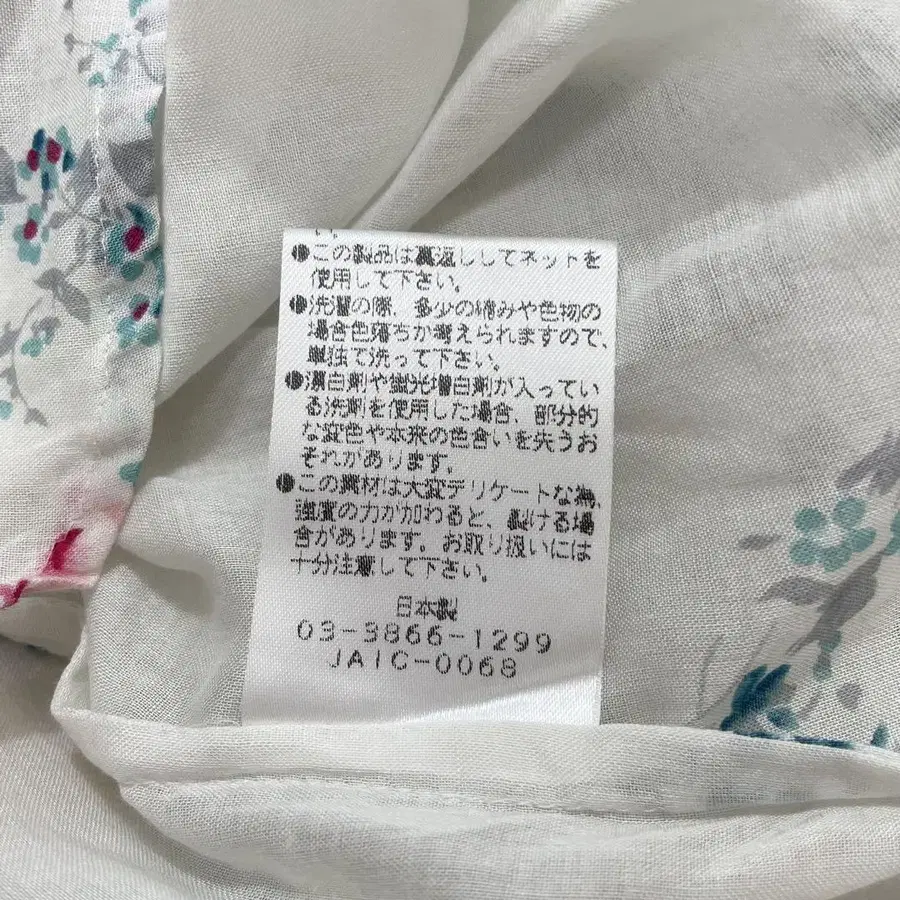 い。
●この製品は裏返ししてネットを
使用して下さい。
●洗濯の際、多少の縮みや色物の
場合色落ちが考えられますので、
単独で洗って下さい。
●漂白剤や蛍光増白剤が入ってい
る洗剤を使用した場合、部分的
な変色や本来の色合いを失うお
それがあります。
●この素材は大変デリケートな為、
強度の力が加わると、裂ける場
合があります。お取り扱いには
十分注意して下さい。
日本製
03-3866-1299
JAIC-0068